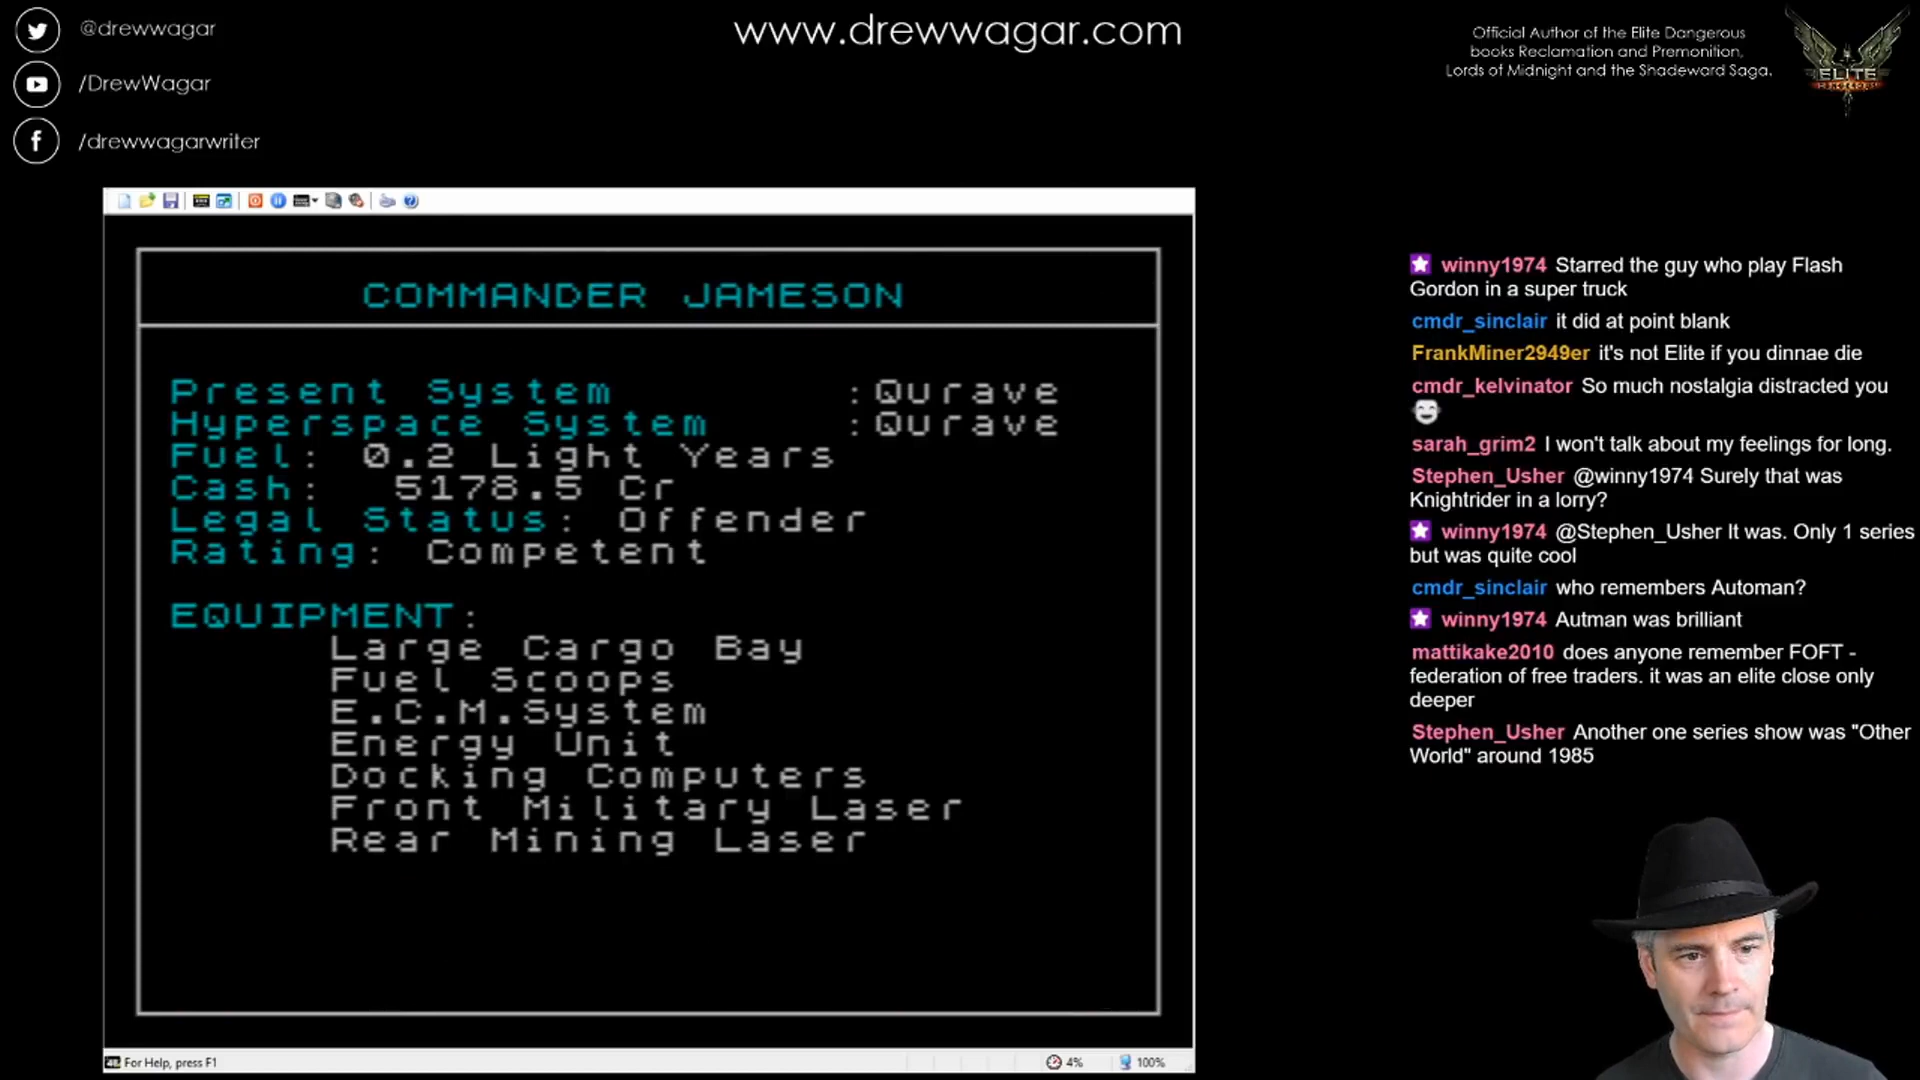 @drewwagar
/DrewWagar
/drewwagarwriter
www.drewwagar.com
Official Author of the Elite Dangerous
books Reclamation and Premonition,
Lords of Midnight and the Shadeward Saga.
ELITE
DANGEROUS
COMMANDER JAMESON
Present System :Qurave
Hyperspace System :Qurave
Fuel: 0.2 Light Years
Cash: 5178.5 Cr
Legal Status: Offender
Rating: Competent
EQUIPMENT:
Large Cargo Bay
Fuel Scoops
E.C.M.System
Energy Unit
Docking Computers
Front Military Laser
Rear Mining Laser
For Help, press F1
4%
100%
winny1974 Starred the guy who play Flash
Gordon in a super truck
cmdr_sinclair it did at point blank
FrankMiner2949er it's not Elite if you dinnae die
cmdr_kelvinator So much nostalgia distracted you
sarah_grim2 I won't talk about my feelings for long.
Stephen_Usher @winny1974 Surely that was
Knightrider in a lorry?
winny1974 @Stephen_Usher It was. Only 1 series
but was quite cool
cmdr_sinclair who remembers Automan?
winny1974 Autman was brilliant
mattikake2010 does anyone remember FOFT -
federation of free traders. it was an elite close only
deeper
Stephen_Usher Another one series show was "Other
World" around 1985